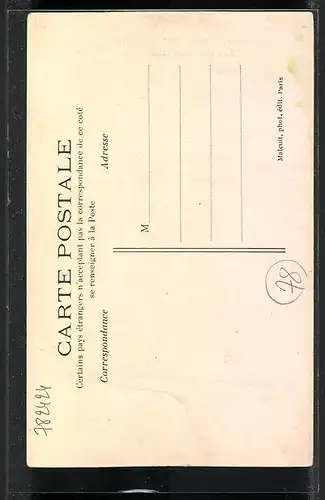 CARTE POSTALE
Certains pays étrangers n'acceptant pas la correspondance de ce coté
se renseigner à la Poste
Correspondance
Adresse
M
Malcuit, phot. édit. Paris
78
782424